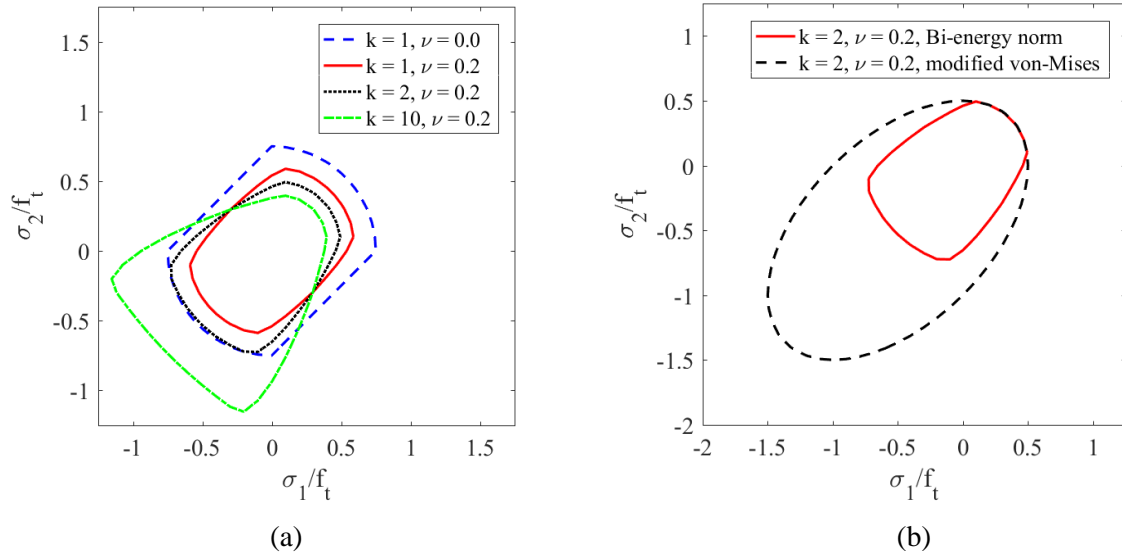 1.5
1
0.5
0
-0.5
-1
σ2/ft
-1 -0.5 0 0.5 1 1.5
σ1/ft
k = 1, ν = 0.0
k = 1, ν = 0.2
k = 2, ν = 0.2
k = 10, ν = 0.2
(a)
1
0.5
0
-0.5
-1
-1.5
-2
σ2/ft
-2 -1.5 -1 -0.5 0 0.5 1
σ1/ft
k = 2, ν = 0.2, Bi-energy norm
k = 2, ν = 0.2, modified von-Mises
(b)